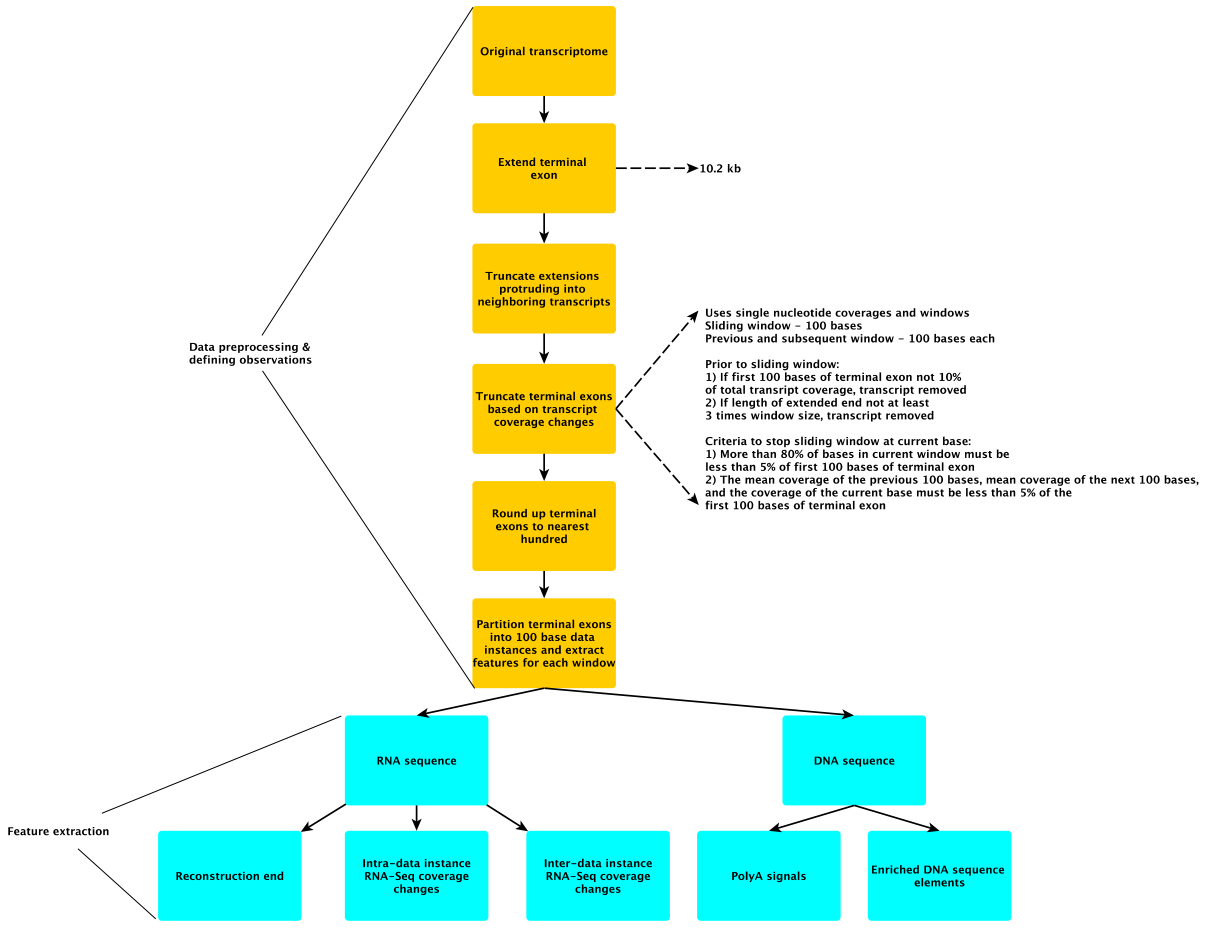 Original transcriptome
Extend terminal
exon
10.2 kb
Truncate extensions
protruding into
neighboring transcripts
Data preprocessing &
defining observations
Truncate terminal exons
based on transcript
coverage changes
Uses single nucleotide coverages and windows
Sliding window – 100 bases
Previous and subsequent window – 100 bases each
Prior to sliding window:
1) If first 100 bases of terminal exon not 10%
of total transript coverage, transcript removed
2) If length of extended end not at least
3 times window size, transcript removed
Criteria to stop sliding window at current base:
1) More than 80% of bases in current window must be
less than 5% of first 100 bases of terminal exon
2) The mean coverage of the previous 100 bases, mean coverage of the next 100 bases,
and the coverage of the current base must be less than 5% of the
first 100 bases of terminal exon
Round up terminal
exons to nearest
hundred
Partition terminal exons
into 100 base data
instances and extract
features for each window
RNA sequence
DNA sequence
Feature extraction
Reconstruction end
Intra-data instance
RNA-Seq coverage
changes
Inter-data instance
RNA-Seq coverage
changes
PolyA signals
Enriched DNA sequence
elements